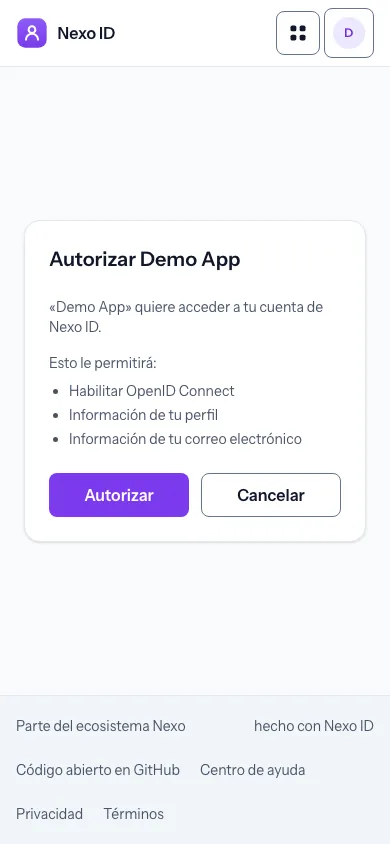 Nexo ID
D
Autorizar Demo App
«Demo App» quiere acceder a tu cuenta de
Nexo ID.
Esto le permitirá:
• Habilitar OpenID Connect
• Información de tu perfil
• Información de tu correo electrónico
Autorizar
Cancelar
Parte del ecosistema Nexo
hecho con Nexo ID
Código abierto en GitHub
Centro de ayuda
Privacidad
Términos